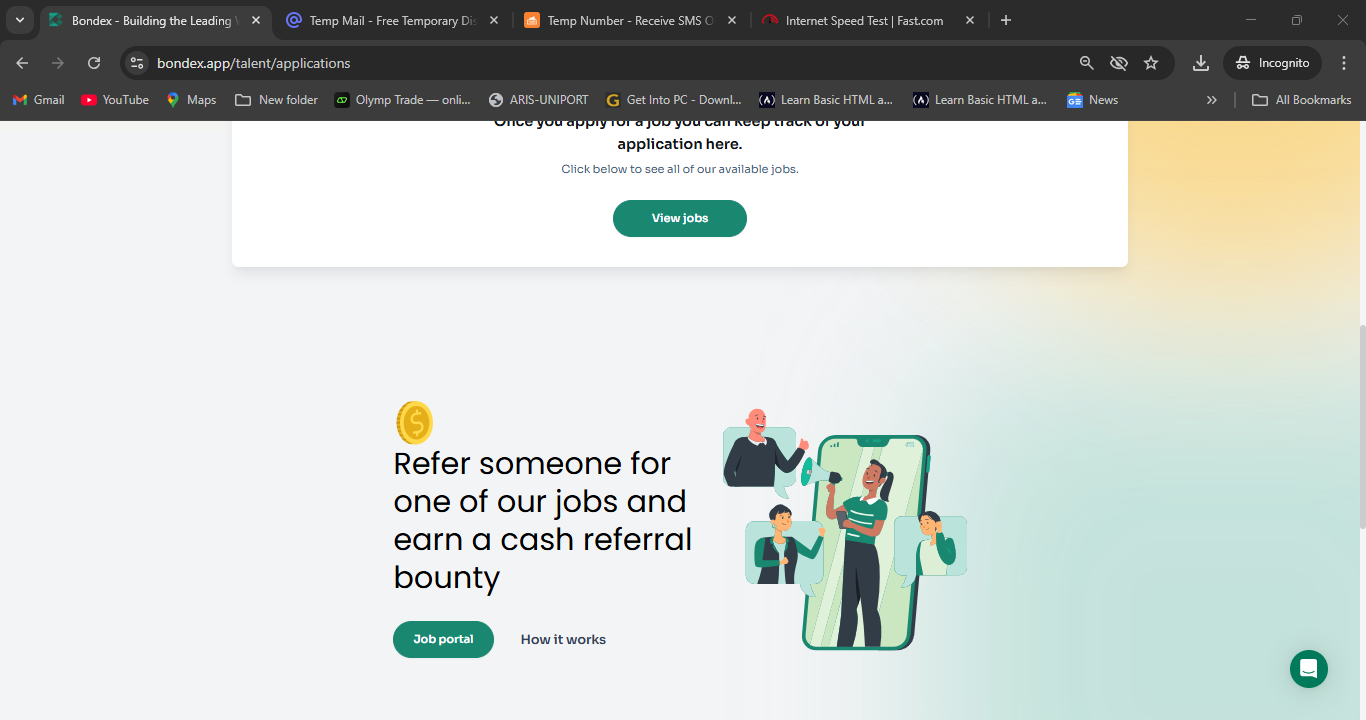 Bondex - Building the Leading
Temp Mail - Free Temporary Dis
Temp Number - Receive SMS O
Internet Speed Test | Fast.com
bondex.app/talent/applications
Incognito
Gmail
YouTube
Maps
New folder
Olymp Trade — onli...
ARIS-UNIPORT
Get Into PC - Downl...
Learn Basic HTML a...
Learn Basic HTML a...
News
All Bookmarks
Once you apply for a job you can keep track of your
application here.
Click below to see all of our available jobs.
View jobs
Refer someone for
one of our jobs and
earn a cash referral
bounty
Job portal
How it works